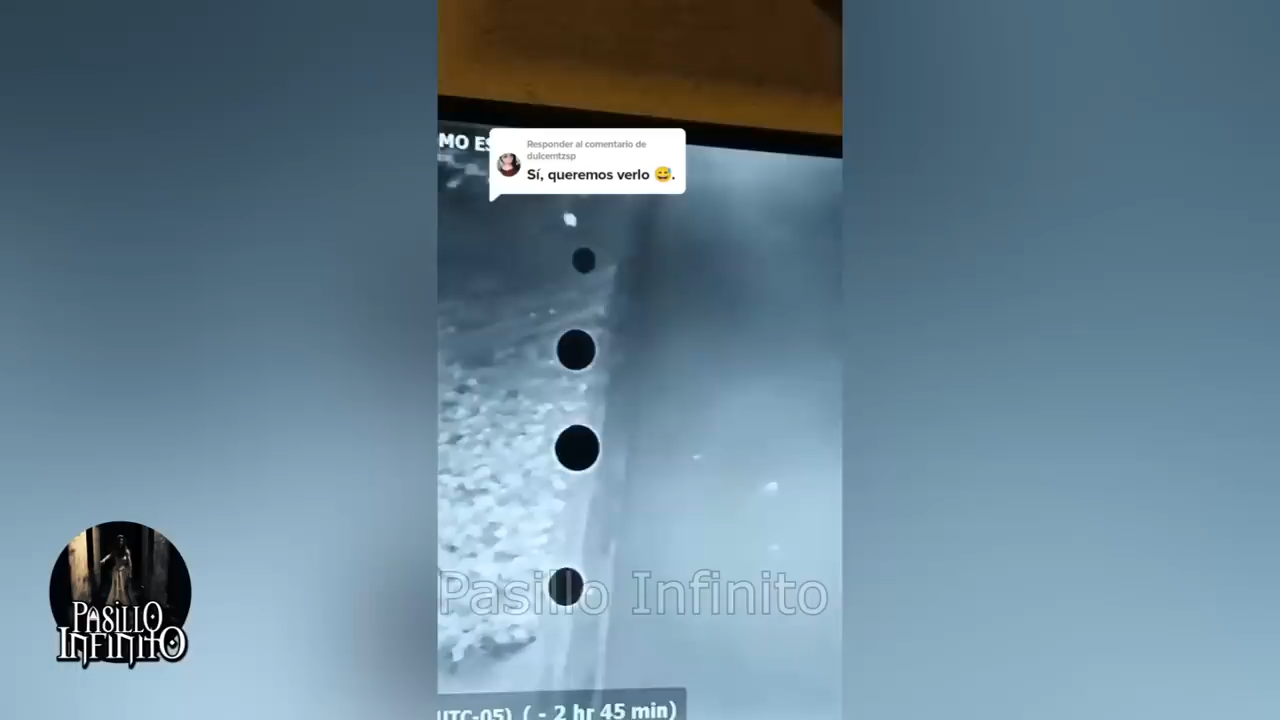 MO ES
Responder al comentario de
dulcemtzsp
Sí, queremos verlo 😅.
Pasillo Infinito
PASILLO
INFINITO
UTC-05) ( - 2 hr 45 min)